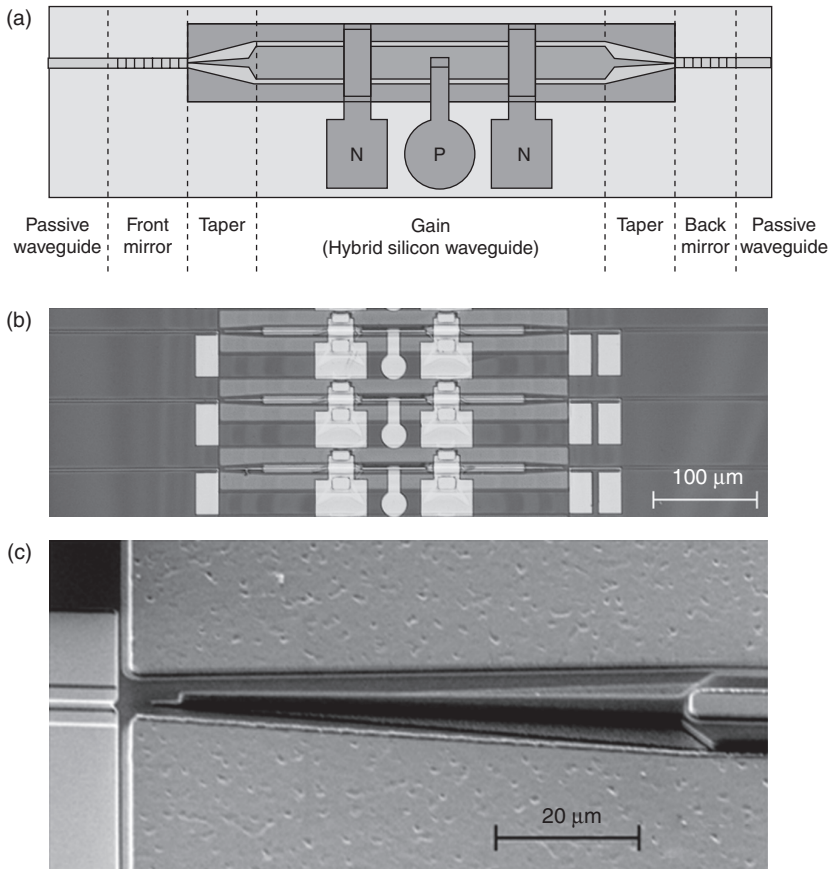 (a)
N P N
Passive waveguide
Front mirror
Taper
Gain (Hybrid silicon waveguide)
Taper
Back mirror
Passive waveguide
(b)
100 μm
(c)
20 μm